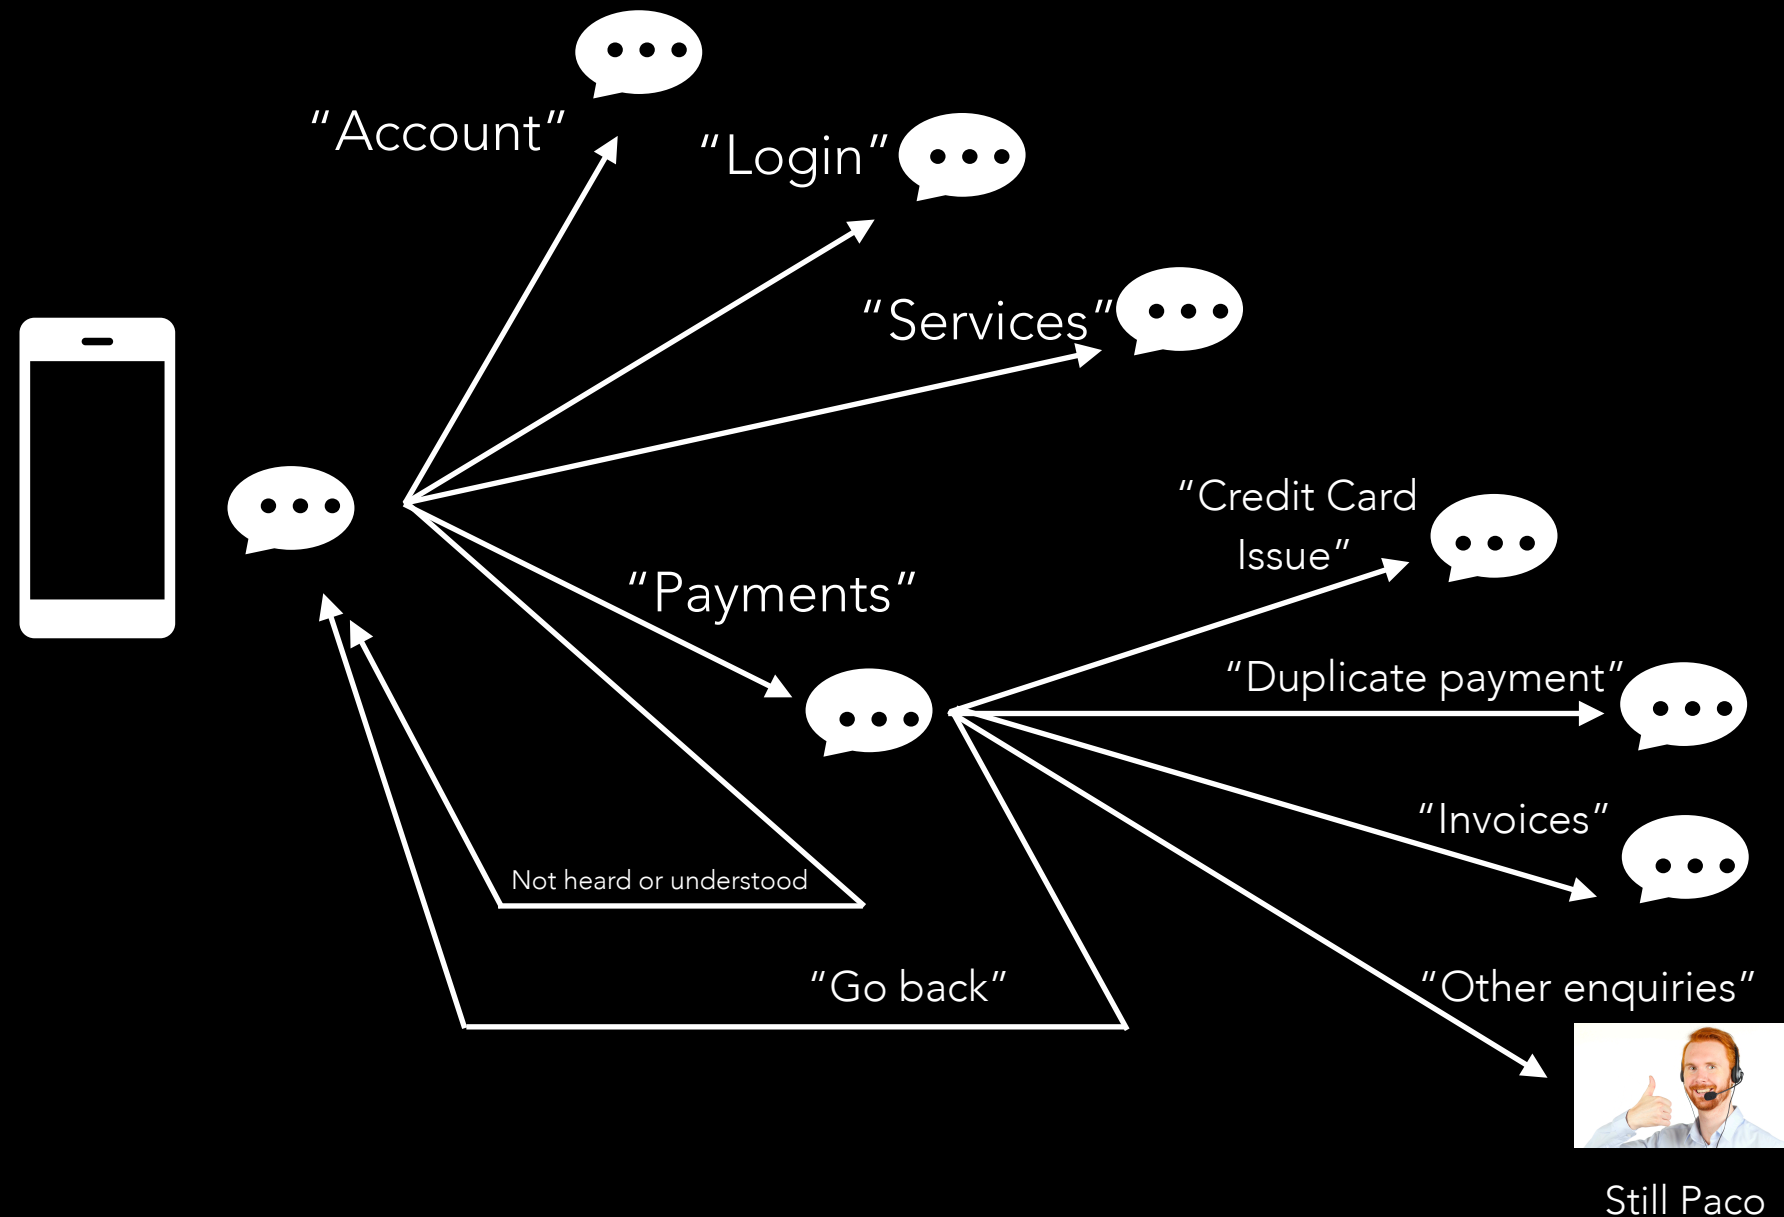 “Account”
“Login”
“Services”
“Credit Card
Issue”
“Payments”
“Duplicate payment”
“Invoices”
Not heard or understood
“Go back”
“Other enquiries”
Still Paco